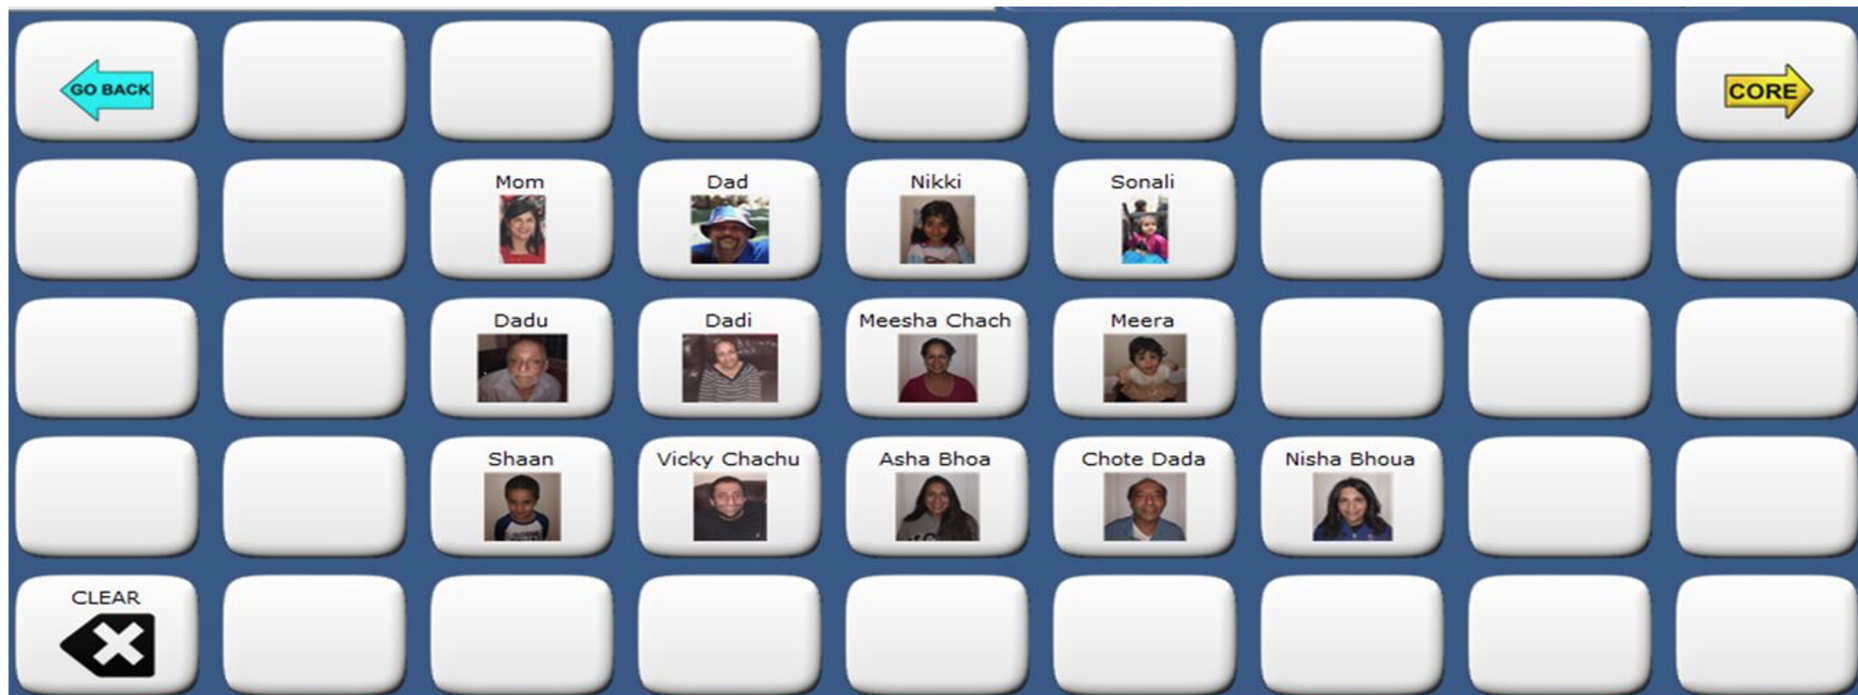 GO BACK
CORE
Mom
Dad
Nikki
Sonali
Dadu
Dadi
Meesha Chach
Meera
Shaan
Vicky Chachu
Asha Bhoa
Chote Dada
Nisha Bhoua
CLEAR